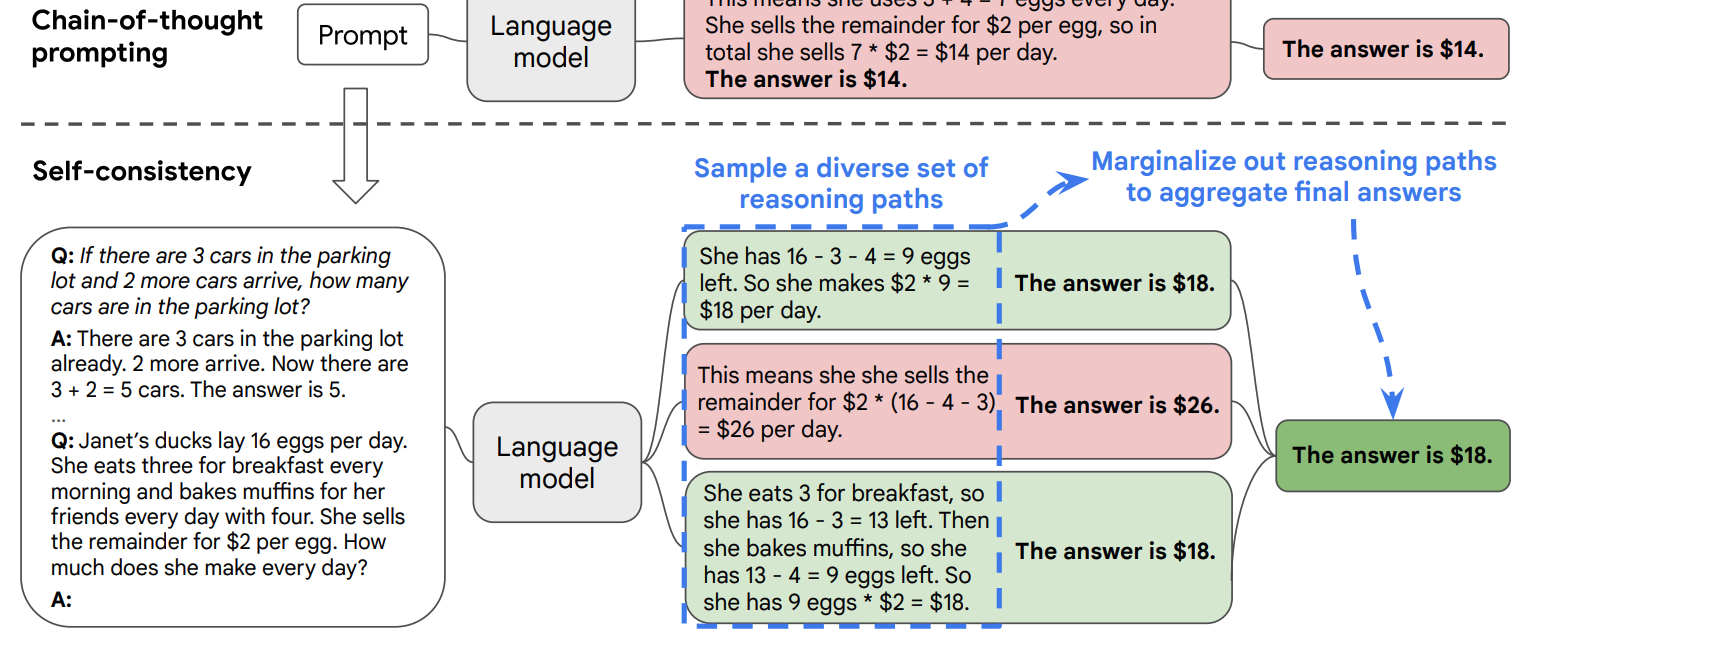 Chain-of-thought
prompting
Prompt
Language
model
This means she uses 3 + 4 = 7 eggs every day.
She sells the remainder for $2 per egg, so in
total she sells 7 * $2 = $14 per day.
The answer is $14.
The answer is $14.
Self-consistency
Sample a diverse set of
reasoning paths
Marginalize out reasoning paths
to aggregate final answers
Q: If there are 3 cars in the parking
lot and 2 more cars arrive, how many
cars are in the parking lot?
A: There are 3 cars in the parking lot
already. 2 more arrive. Now there are
3 + 2 = 5 cars. The answer is 5.
...
Q: Janet's ducks lay 16 eggs per day.
She eats three for breakfast every
morning and bakes muffins for her
friends every day with four. She sells
the remainder for $2 per egg. How
much does she make every day?
A:
Language
model
She has 16 - 3 - 4 = 9 eggs
left. So she makes $2 * 9 =
$18 per day.
The answer is $18.
This means she she sells the
remainder for $2 * (16 - 4 - 3)
= $26 per day.
The answer is $26.
She eats 3 for breakfast, so
she has 16 - 3 = 13 left. Then
she bakes muffins, so she
has 13 - 4 = 9 eggs left. So
she has 9 eggs * $2 = $18.
The answer is $18.
The answer is $18.